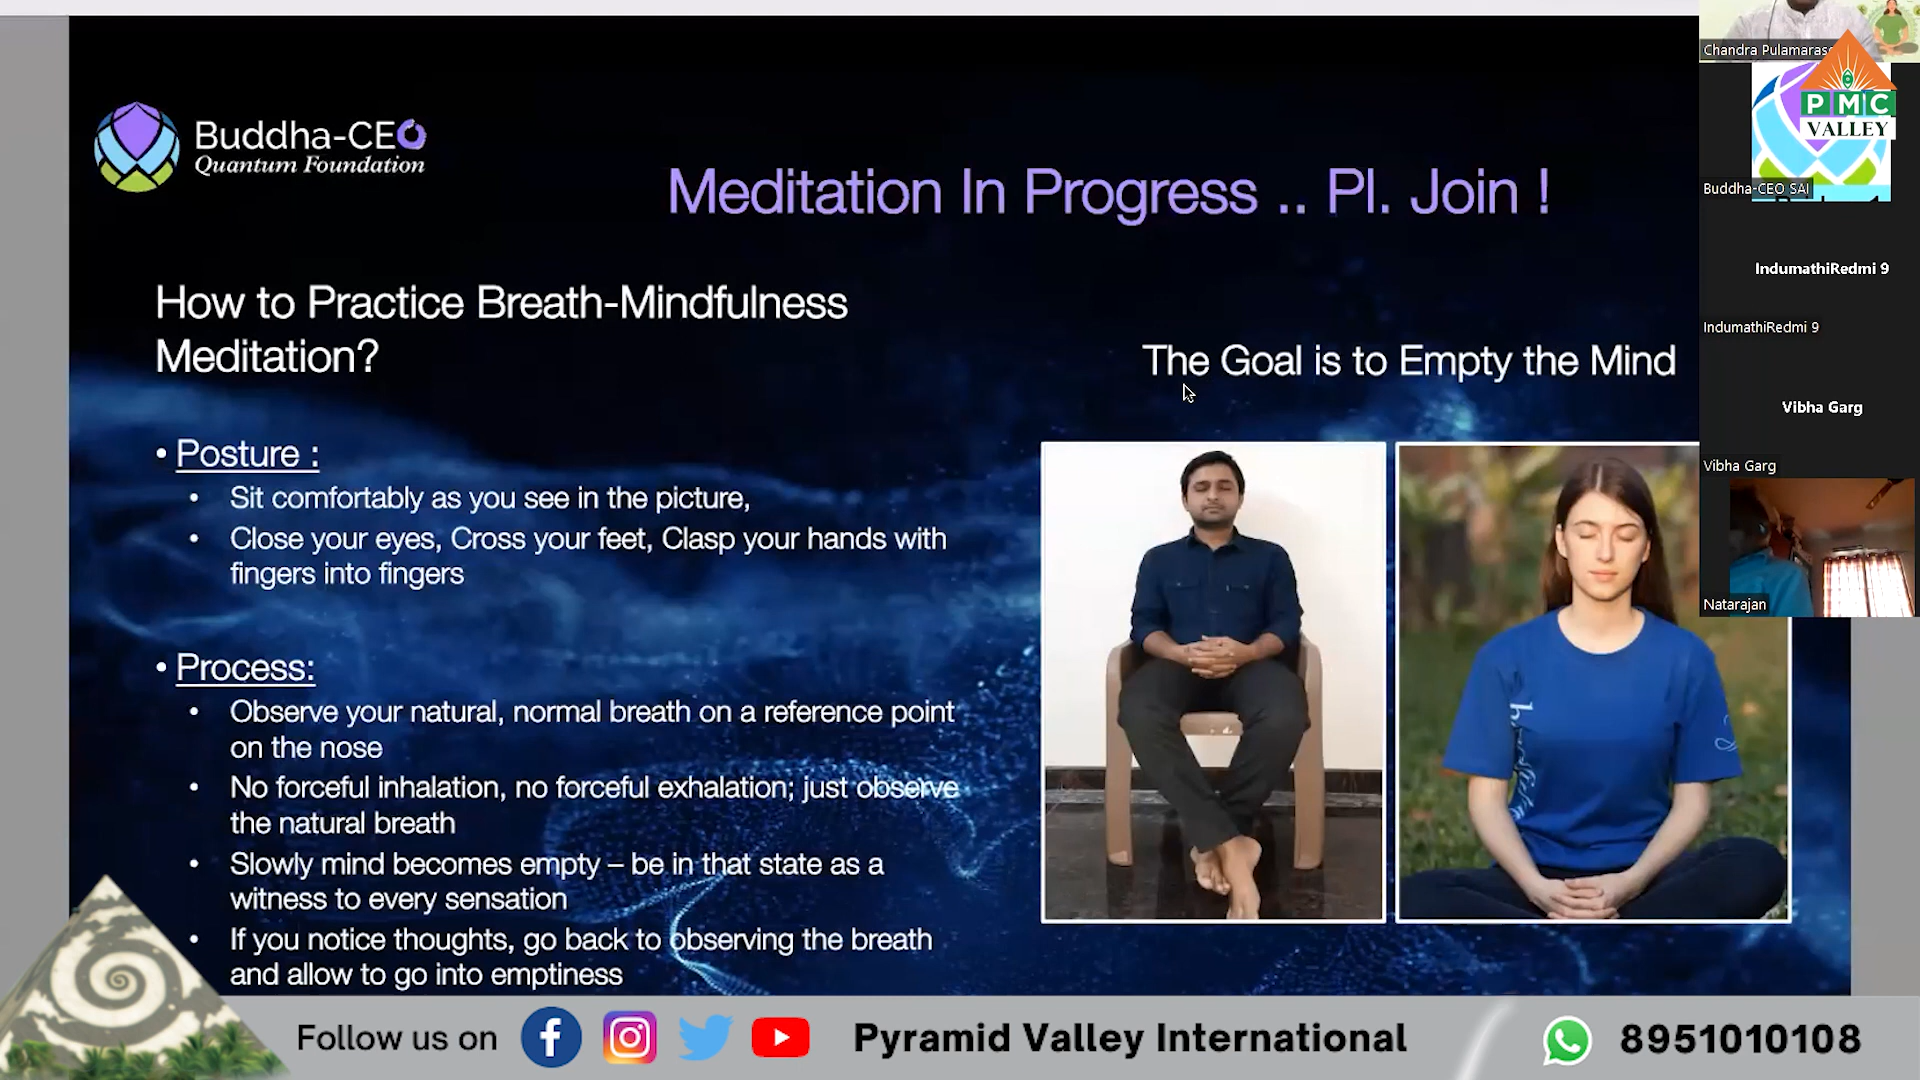 Buddha-CEO
Quantum Foundation
Meditation In Progress .. Pl. Join !
How to Practice Breath-Mindfulness
Meditation?
The Goal is to Empty the Mind
• Posture :
• Sit comfortably as you see in the picture,
• Close your eyes, Cross your feet, Clasp your hands with
fingers into fingers
• Process:
• Observe your natural, normal breath on a reference point
on the nose
• No forceful inhalation, no forceful exhalation; just observe
the natural breath
• Slowly mind becomes empty – be in that state as a
witness to every sensation
• If you notice thoughts, go back to observing the breath
and allow to go into emptiness
Chandra
PMC
VALLEY
Buddha-CEO SAI
IndumathiRedmi 9
IndumathiRedmi 9
Vibha Garg
Vibha Garg
Natarajan
Follow us on
Pyramid Valley International
8951010108